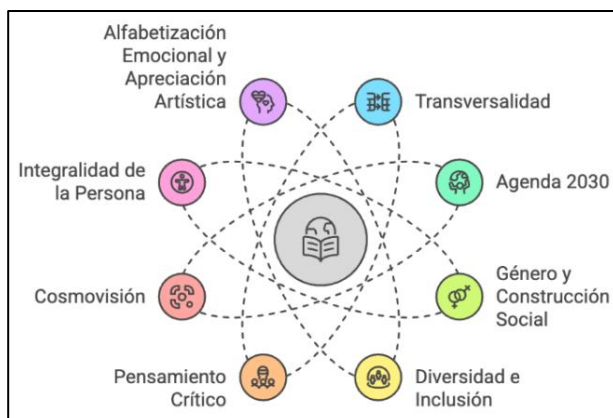 Alfabetización
Emocional y
Apreciación
Artística
Transversalidad
Integralidad de
la Persona
Agenda 2030
Cosmovisión
Género y
Construcción
Social
Pensamiento
Crítico
Diversidad e
Inclusión